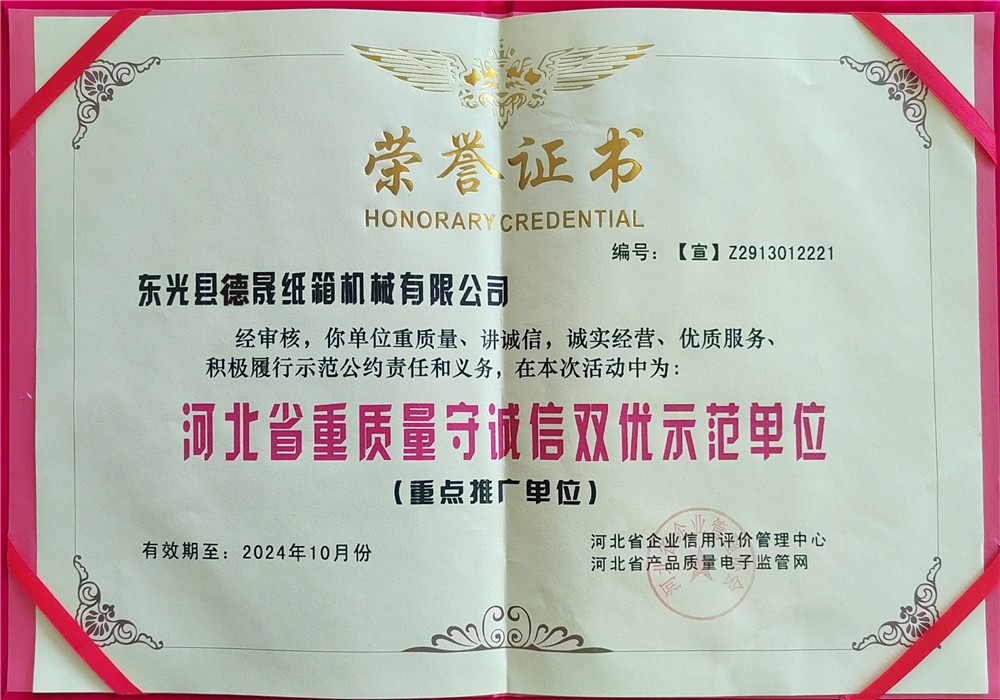 荣誉证书
HONORARY CREDENTIAL
编号：【宣】Z2913012221
东光县德晟纸箱机械有限公司
经审核，你单位重质量、讲诚信，诚实经营、优质服务、
积极履行示范公约责任和义务，在本次活动中为：
河北省重质量守诚信双优示范单位
（重点推广单位）
有效期至：2024年10月份
河北省企业信用评价管理中心
河北省产品质量电子监管网